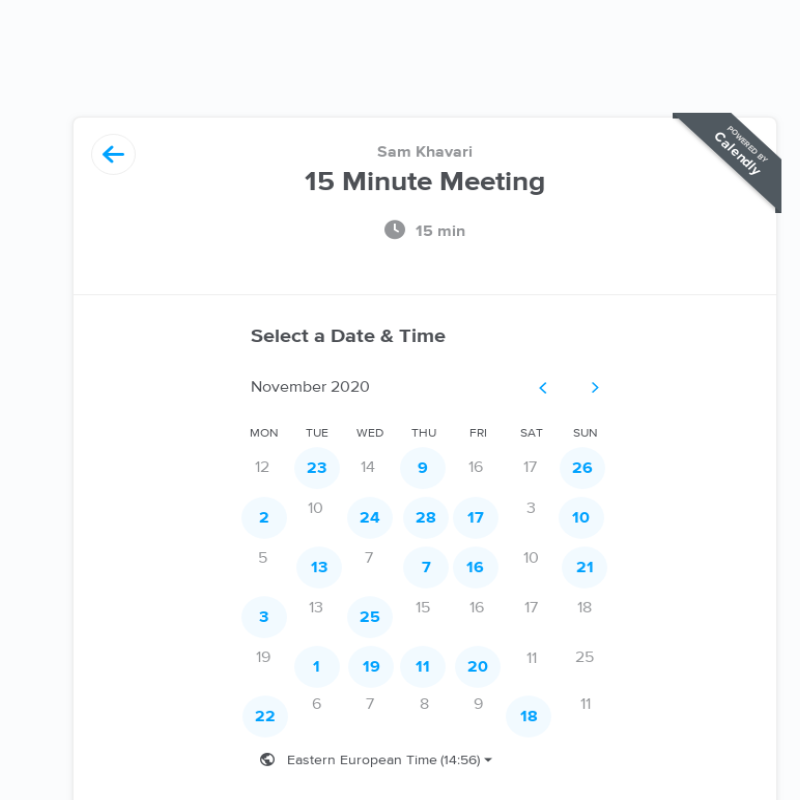 POWERED BY
Calendly
Sam Khavari
15 Minute Meeting
15 min
Select a Date & Time
November 2020
MON TUE WED THU FRI SAT SUN
12 23 14 9 16 17 26
2 10 24 28 17 3 10
5 13 7 7 16 10 21
3 13 25 15 16 17 18
19 1 19 11 20 11 25
22 6 7 8 9 18 11
Eastern European Time (14:56)